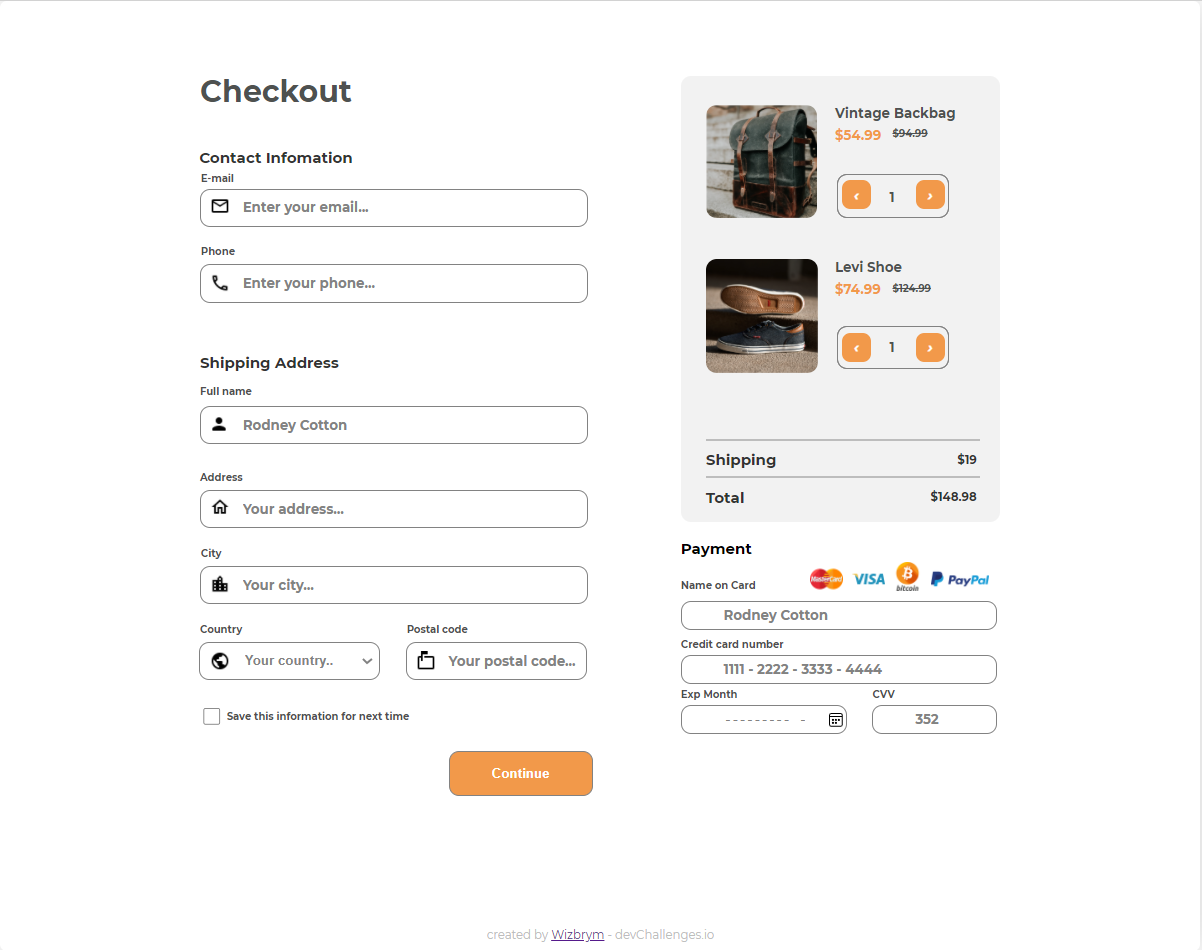 Checkout
Contact Infomation
E-mail
Enter your email...
Phone
Enter your phone...
Shipping Address
Full name
Rodney Cotton
Address
Your address...
City
Your city...
Country
Postal code
Your country..
Your postal code...
Save this information for next time
Continue
Vintage Backbag
$54.99 $94.99
‹ 1 ›
Levi Shoe
$74.99 $124.99
‹ 1 ›
Shipping $19
Total $148.98
Payment
Name on Card
MasterCard VISA bitcoin PayPal
Rodney Cotton
Credit card number
1111 - 2222 - 3333 - 4444
Exp Month
CVV
--------- -
352
created by Wizbrym - devChallenges.io